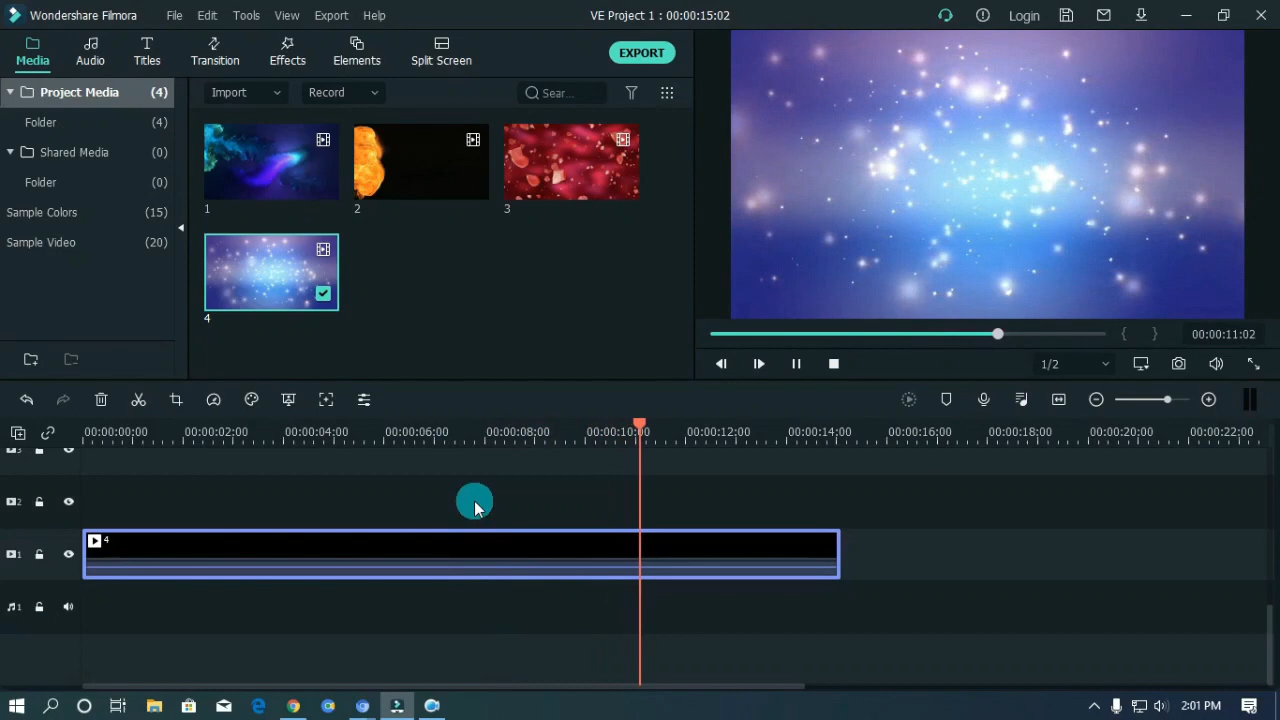 Wondershare Filmora File Edit Tools View Export Help VE Project 1 : 00:00:15:02 Login
Media Audio Titles Transition Effects Elements Split Screen EXPORT
Project Media (4) Import Record Sear...
Folder (4)
Shared Media (0)
Folder (0)
Sample Colors (15)
Sample Video (20)
1 2 3
4
00:00:11:02
1/2
00:00:00:00 00:00:02:00 00:00:04:00 00:00:06:00 00:00:08:00 00:00:10:00 00:00:12:00 00:00:14:00 00:00:16:00 00:00:18:00 00:00:20:00 00:00:22:00
2
4
1
1
2:01 PM